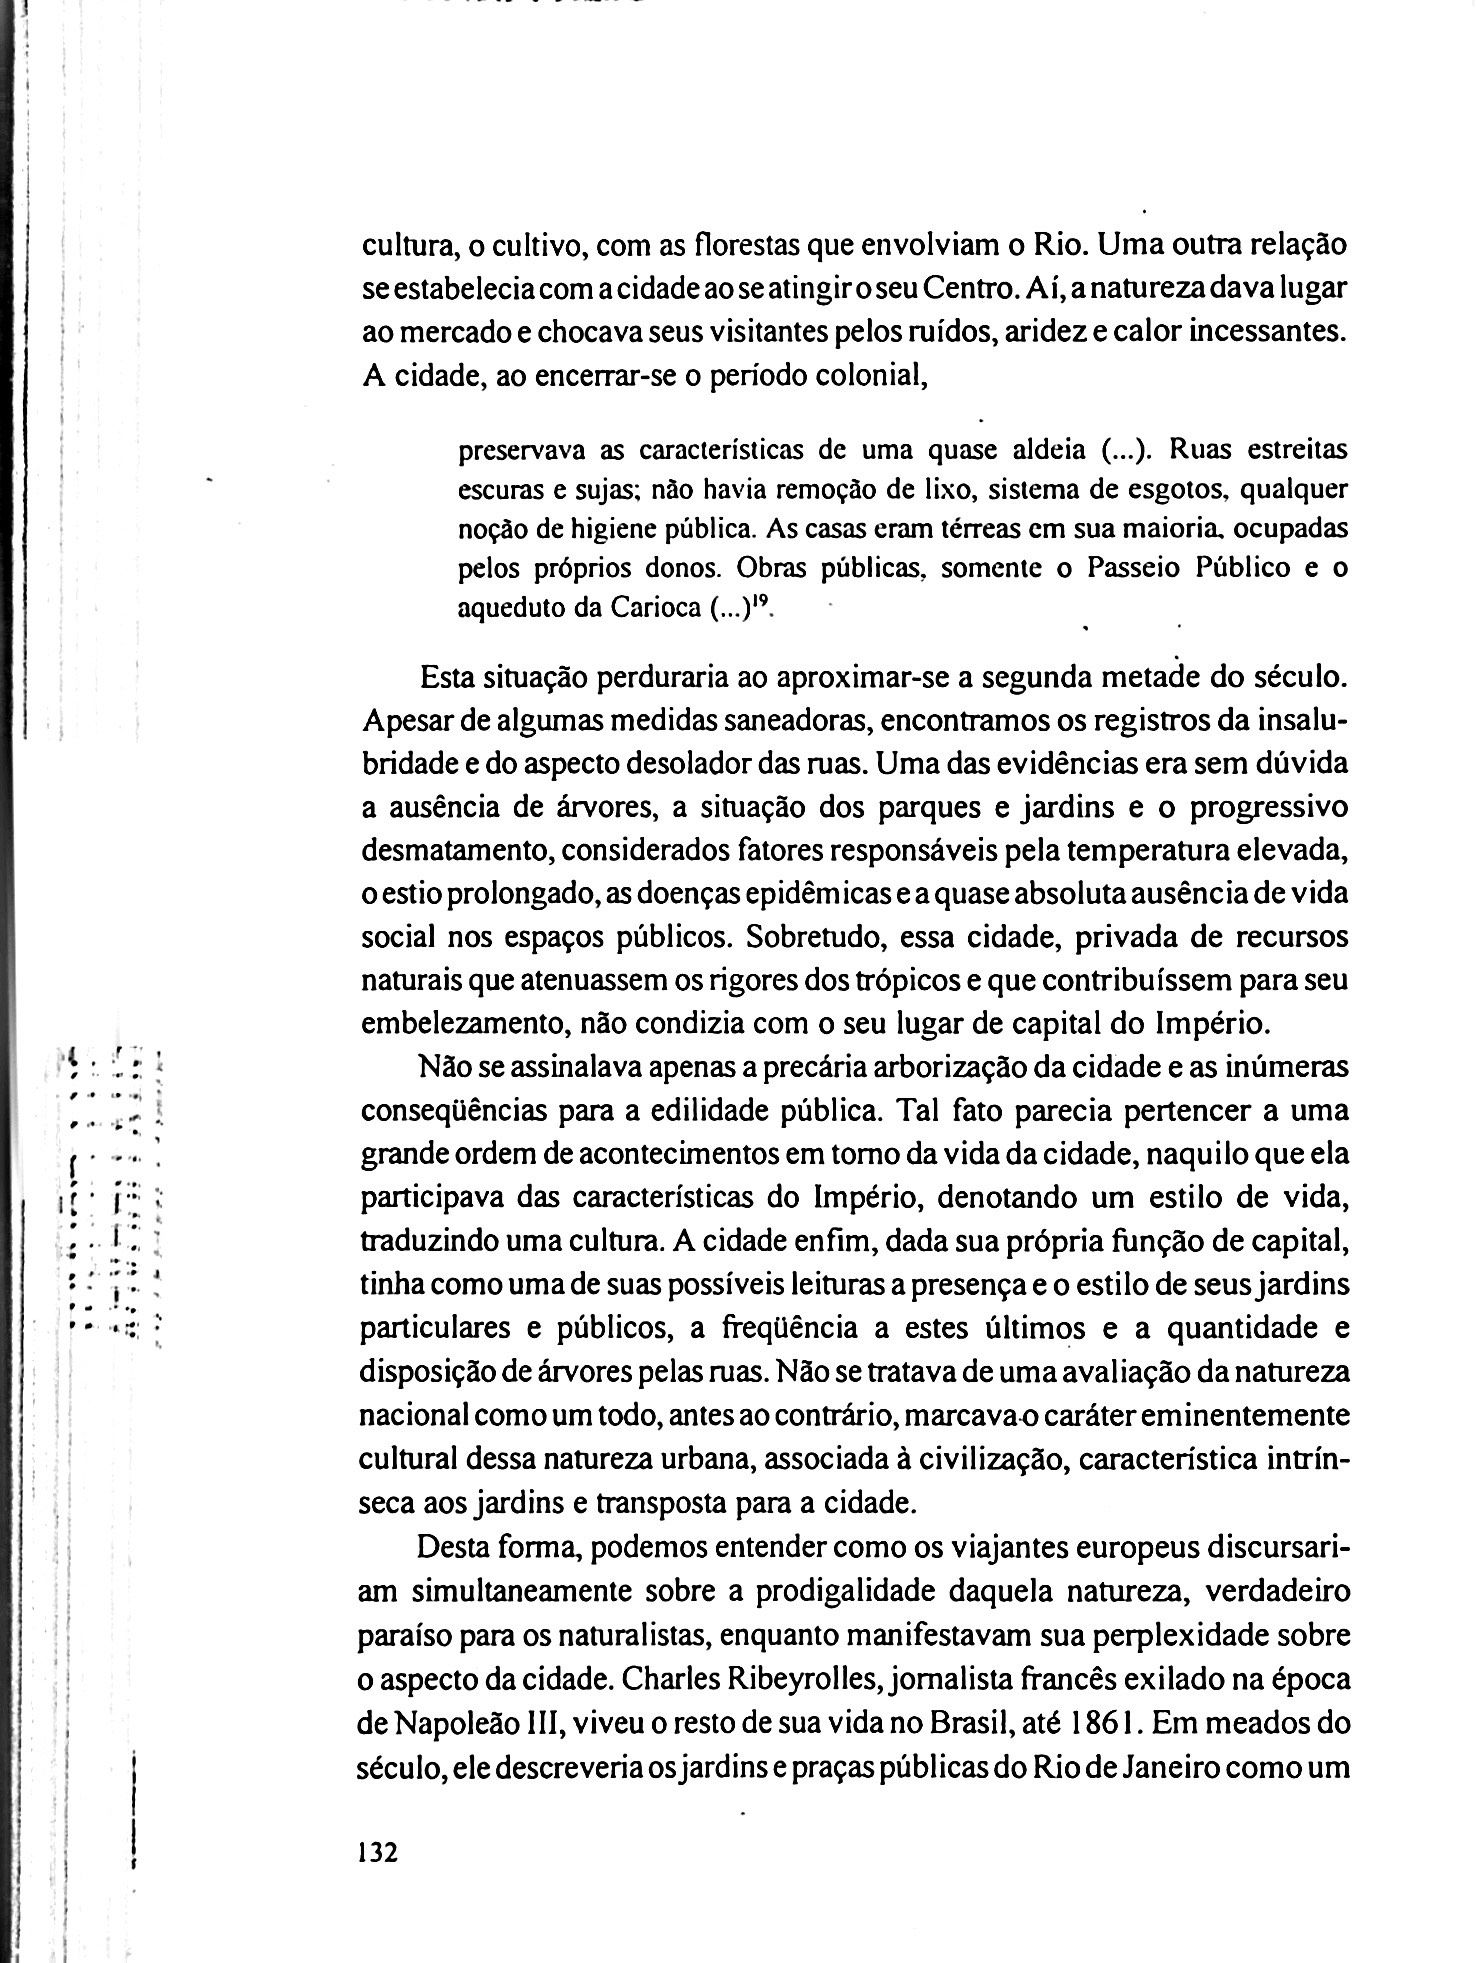 cultura, o cultivo, com as florestas que envolviam o Rio. Uma outra relação
se estabelecia com a cidade ao se atingir o seu Centro. Aí, a natureza dava lugar
ao mercado e chocava seus visitantes pelos ruídos, aridez e calor incessantes.
A cidade, ao encerrar-se o período colonial,
preservava as características de uma quase aldeia (...). Ruas estreitas
escuras e sujas; não havia remoção de lixo, sistema de esgotos, qualquer
noção de higiene pública. As casas eram térreas em sua maioria, ocupadas
pelos próprios donos. Obras públicas, somente o Passeio Público e o
aqueduto da Carioca (...)¹⁹.
Esta situação perduraria ao aproximar-se a segunda metade do século.
Apesar de algumas medidas saneadoras, encontramos os registros da insalu-
bridade e do aspecto desolador das ruas. Uma das evidências era sem dúvida
a ausência de árvores, a situação dos parques e jardins e o progressivo
desmatamento, considerados fatores responsáveis pela temperatura elevada,
o estio prolongado, as doenças epidêmicas e a quase absoluta ausência de vida
social nos espaços públicos. Sobretudo, essa cidade, privada de recursos
naturais que atenuassem os rigores dos trópicos e que contribuíssem para seu
embelezamento, não condizia com o seu lugar de capital do Império.
Não se assinalava apenas a precária arborização da cidade e as inúmeras
conseqüências para a edilidade pública. Tal fato parecia pertencer a uma
grande ordem de acontecimentos em torno da vida da cidade, naquilo que ela
participava das características do Império, denotando um estilo de vida,
traduzindo uma cultura. A cidade enfim, dada sua própria função de capital,
tinha como uma de suas possíveis leituras a presença e o estilo de seus jardins
particulares e públicos, a freqüência a estes últimos e a quantidade e
disposição de árvores pelas ruas. Não se tratava de uma avaliação da natureza
nacional como um todo, antes ao contrário, marcava o caráter eminentemente
cultural dessa natureza urbana, associada à civilização, característica intrín-
seca aos jardins e transposta para a cidade.
Desta forma, podemos entender como os viajantes europeus discursari-
am simultaneamente sobre a prodigalidade daquela natureza, verdadeiro
paraíso para os naturalistas, enquanto manifestavam sua perplexidade sobre
o aspecto da cidade. Charles Ribeyrolles, jornalista francês exilado na época
de Napoleão III, viveu o resto de sua vida no Brasil, até 1861. Em meados do
século, ele descreveria os jardins e praças públicas do Rio de Janeiro como um
132